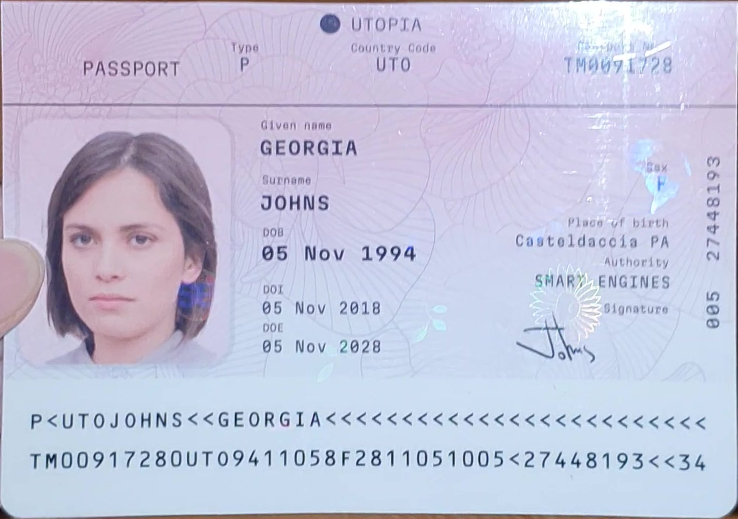 UTOPIA
PASSPORT
Type
P
Country Code
UTO
Passport Nr
TM0091728
Given name
GEORGIA
Surname
JOHNS
DOB
05 Nov 1994
DOI
05 Nov 2018
DOE
05 Nov 2028
Sex
F
Place of birth
Casteldaccia PA
Authority
SMART ENGINES
Signature
Johns
005 27448193
P<UTOJOHNS<<GEORGIA<<<<<<<<<<<<<<<<<<<<<<<<<
TM00917280UTO9411058F2811051005<27448193<<34